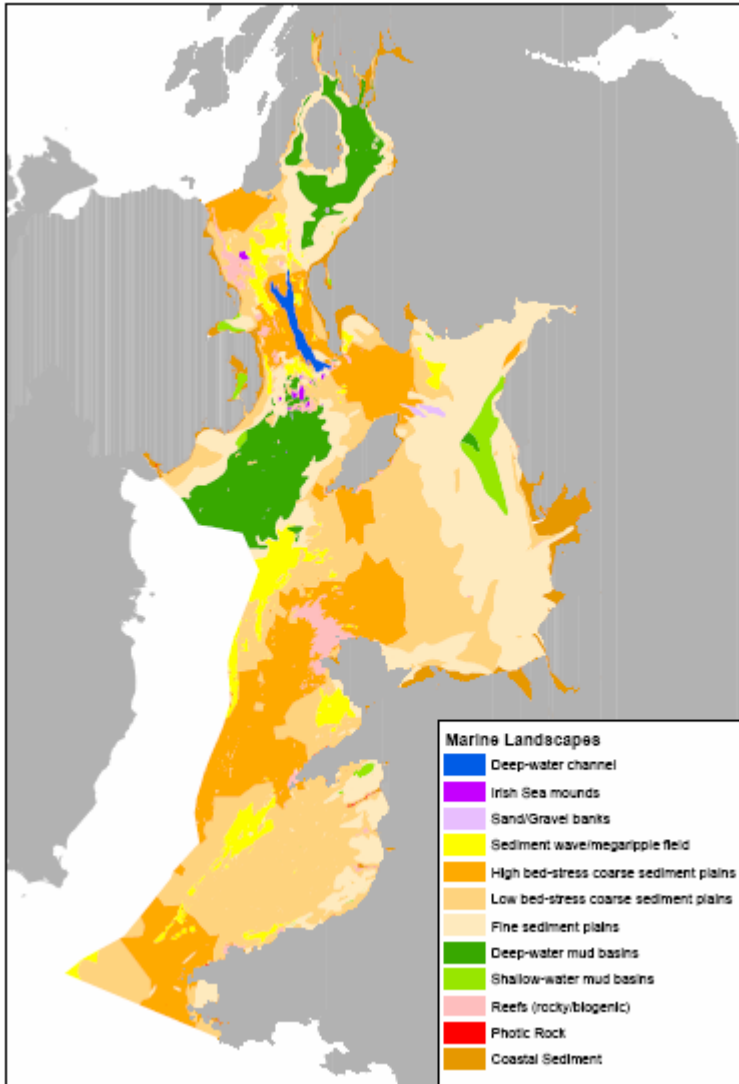 Marine Landscapes
Deep-water channel
Irish Sea mounds
Sand/Gravel banks
Sediment wave/megaripple field
High bed-stress coarse sediment plains
Low bed-stress coarse sediment plains
Fine sediment plains
Deep-water mud basins
Shallow-water mud basins
Reefs (rocky/biogenic)
Photic Rock
Coastal Sediment